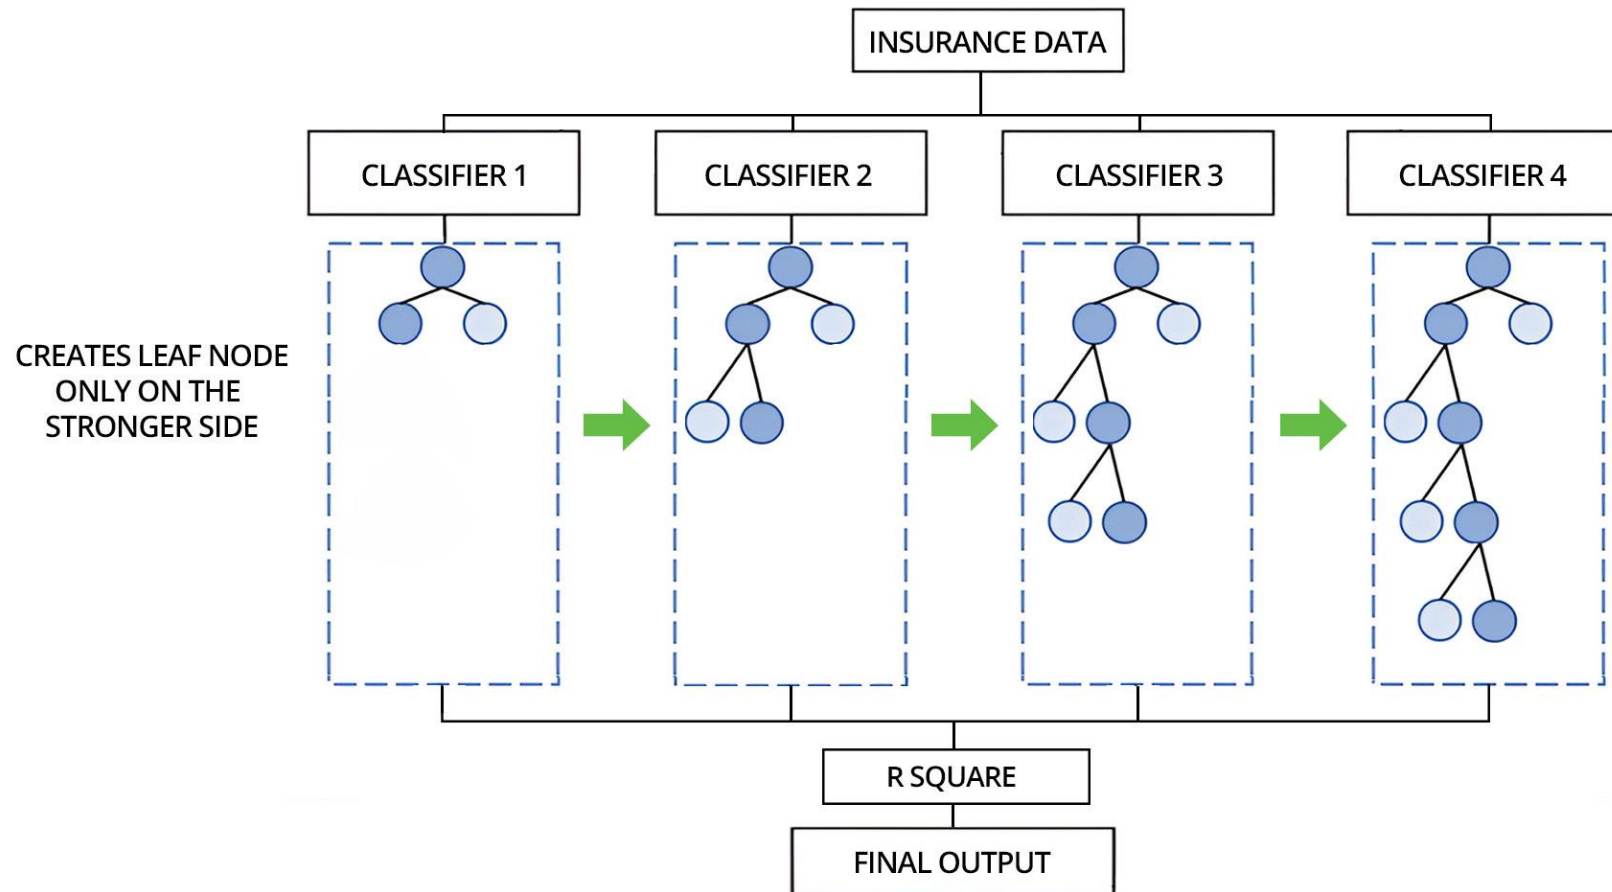 INSURANCE DATA
CLASSIFIER 1
CLASSIFIER 2
CLASSIFIER 3
CLASSIFIER 4
CREATES LEAF NODE
ONLY ON THE
STRONGER SIDE
R SQUARE
FINAL OUTPUT